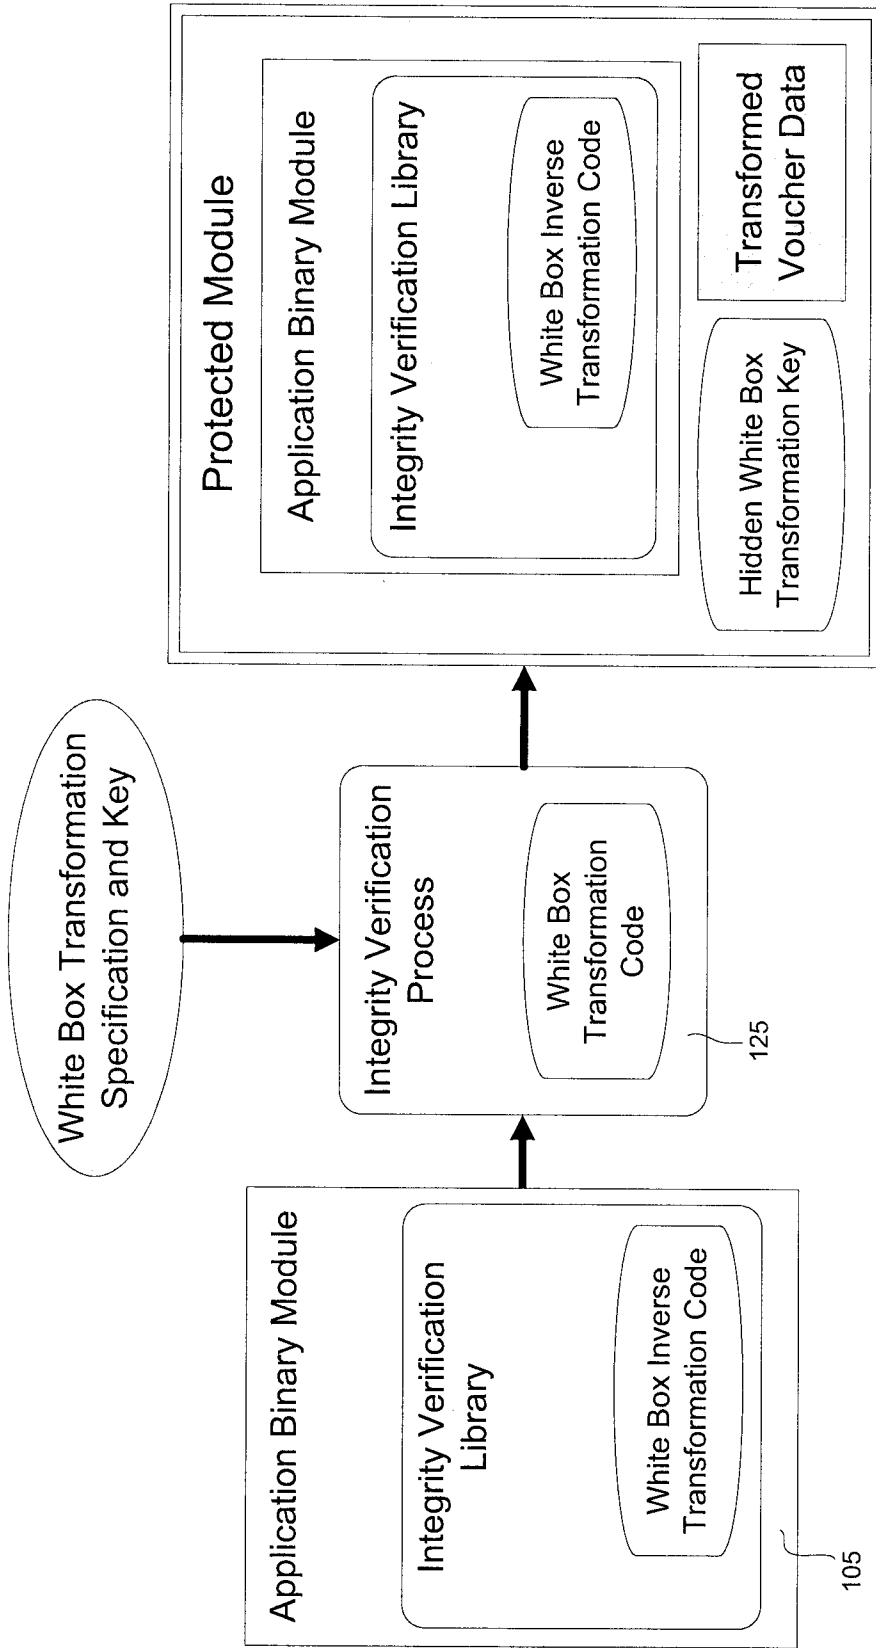 White Box Transformation
Specification and Key
Application Binary Module
Integrity Verification
Library
White Box Inverse
Transformation Code
105
Integrity Verification
Process
White Box
Transformation
Code
125
Protected Module
Application Binary Module
Integrity Verification Library
White Box Inverse
Transformation Code
Hidden White Box
Transformation Key
Transformed
Voucher Data